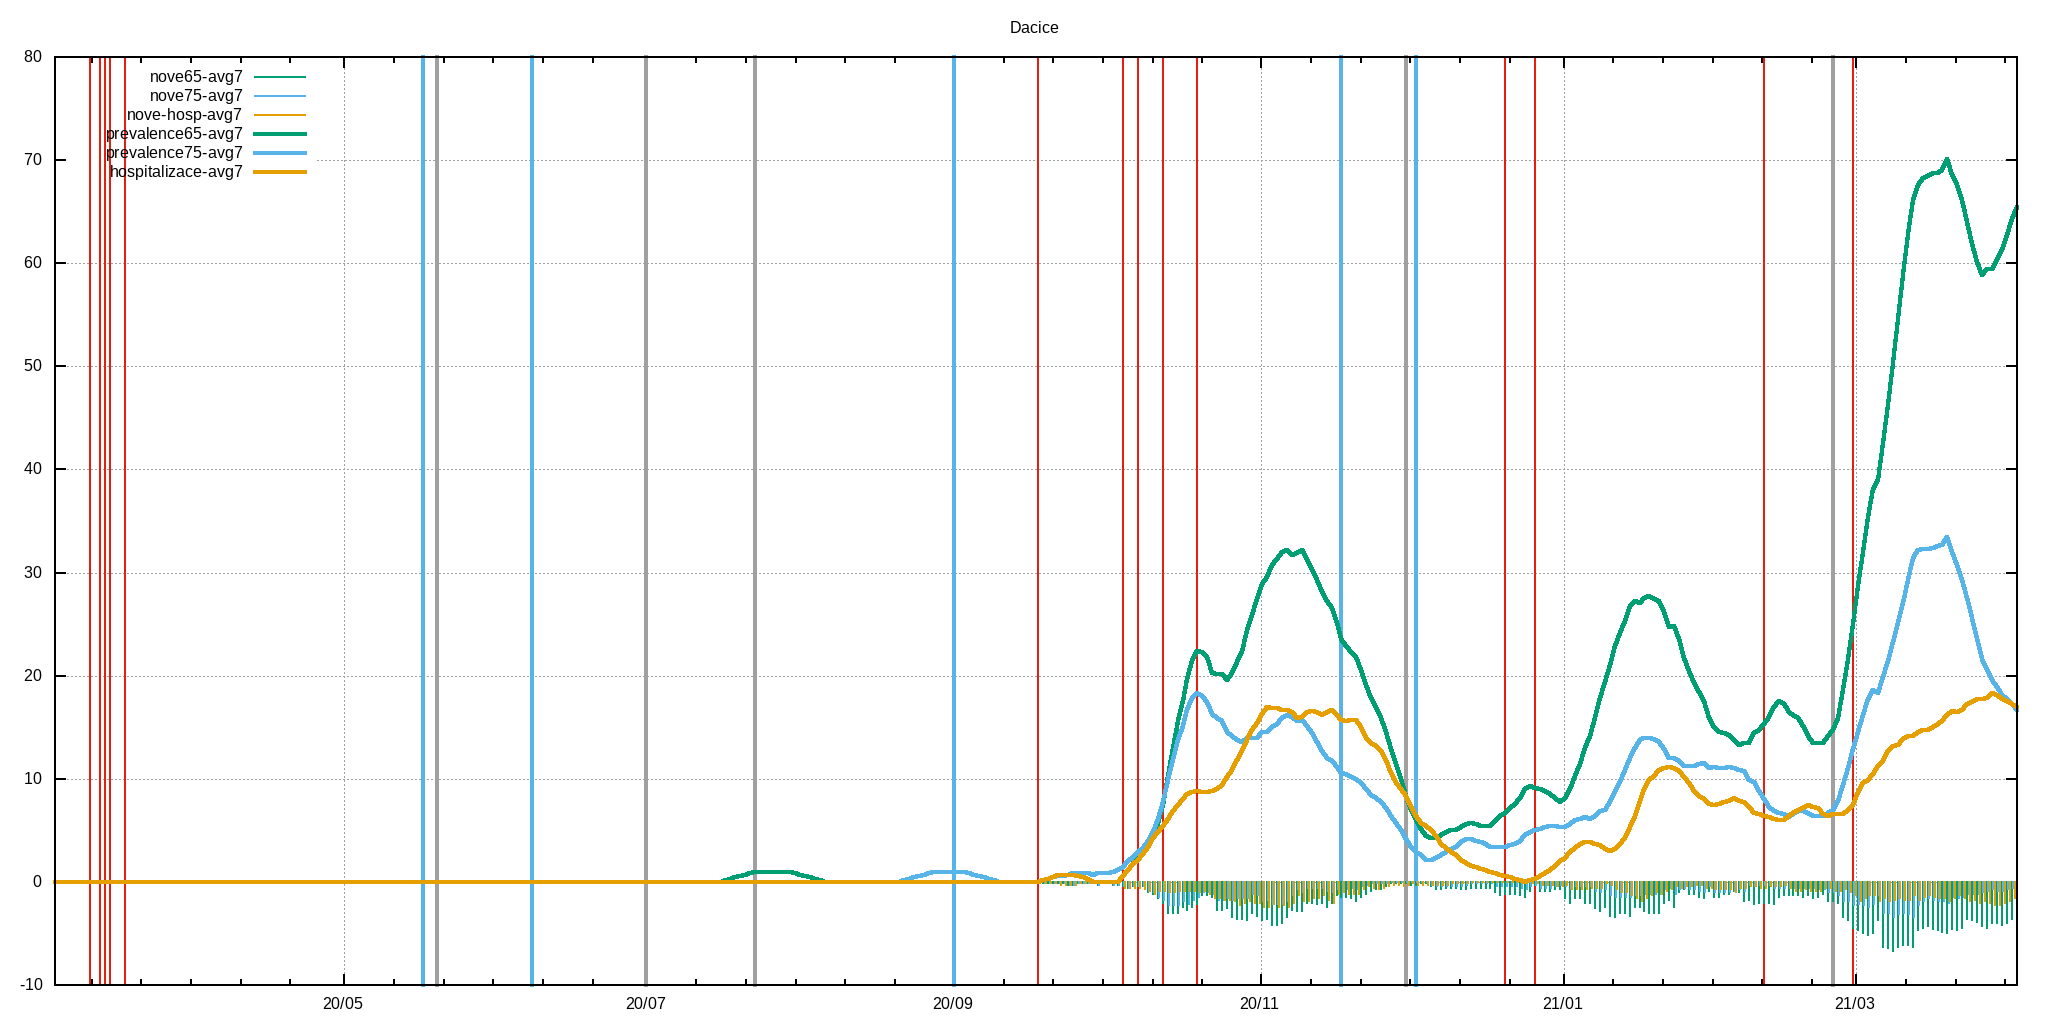 Dacice
80
nove65-avg7
nove75-avg7
nove-hosp-avg7
prevalence65-avg7
prevalence75-avg7
hospitalizace-avg7
70
60
50
40
30
20
10
0
-10
20/05 20/07 20/09 20/11 21/01 21/03